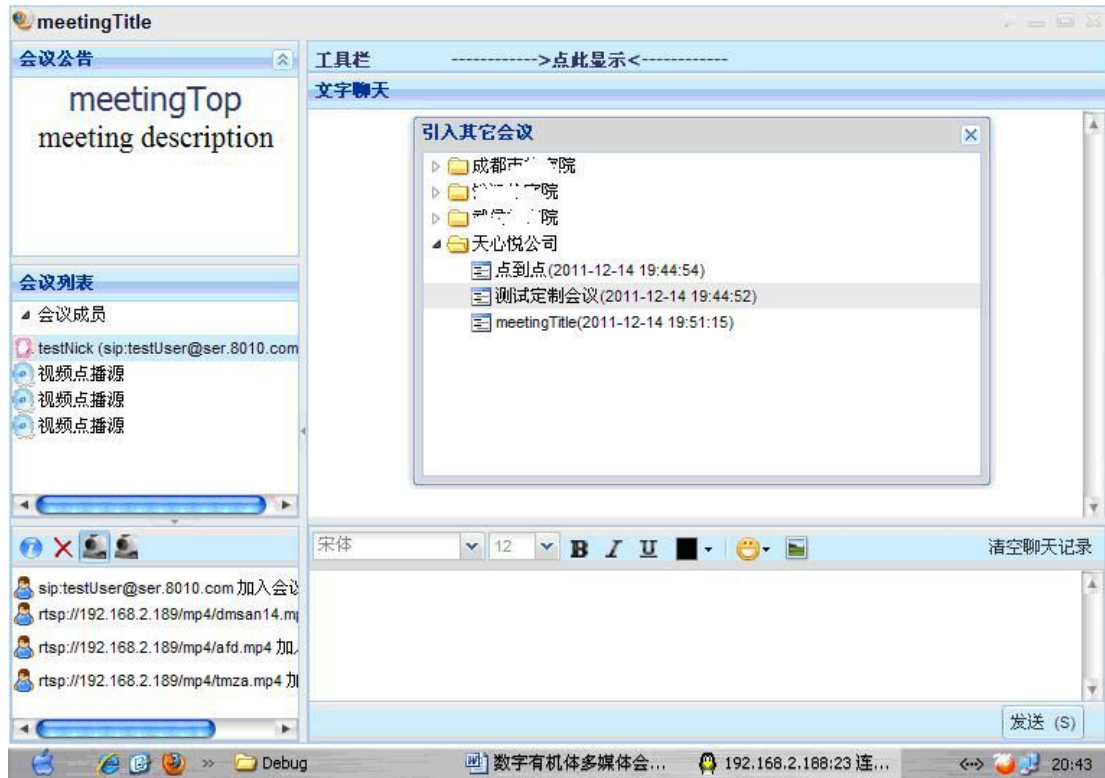 meetingTitle
会议公告
meetingTop
meeting description
会议列表
会议成员
testNick (sip:testUser@ser.8010.com
视频点播源
视频点播源
视频点播源
sip:testUser@ser.8010.com 加入会议
rtsp://192.168.2.189/mp4/dmsan14.mp
rtsp://192.168.2.189/mp4/afd.mp4 加入
rtsp://192.168.2.189/mp4/tmza.mp4 加
工具栏 ------------>点此显示<------------
文字聊天
引入其它会议
成都市 院
院
院
天心悦公司
点到点(2011-12-14 19:44:54)
测试定制会议(2011-12-14 19:44:52)
meetingTitle(2011-12-14 19:51:15)
宋体 12 B I U 清空聊天记录
发送 (S)
Debug 数字有机体多媒体会... 192.168.2.188:23 连... 20:43